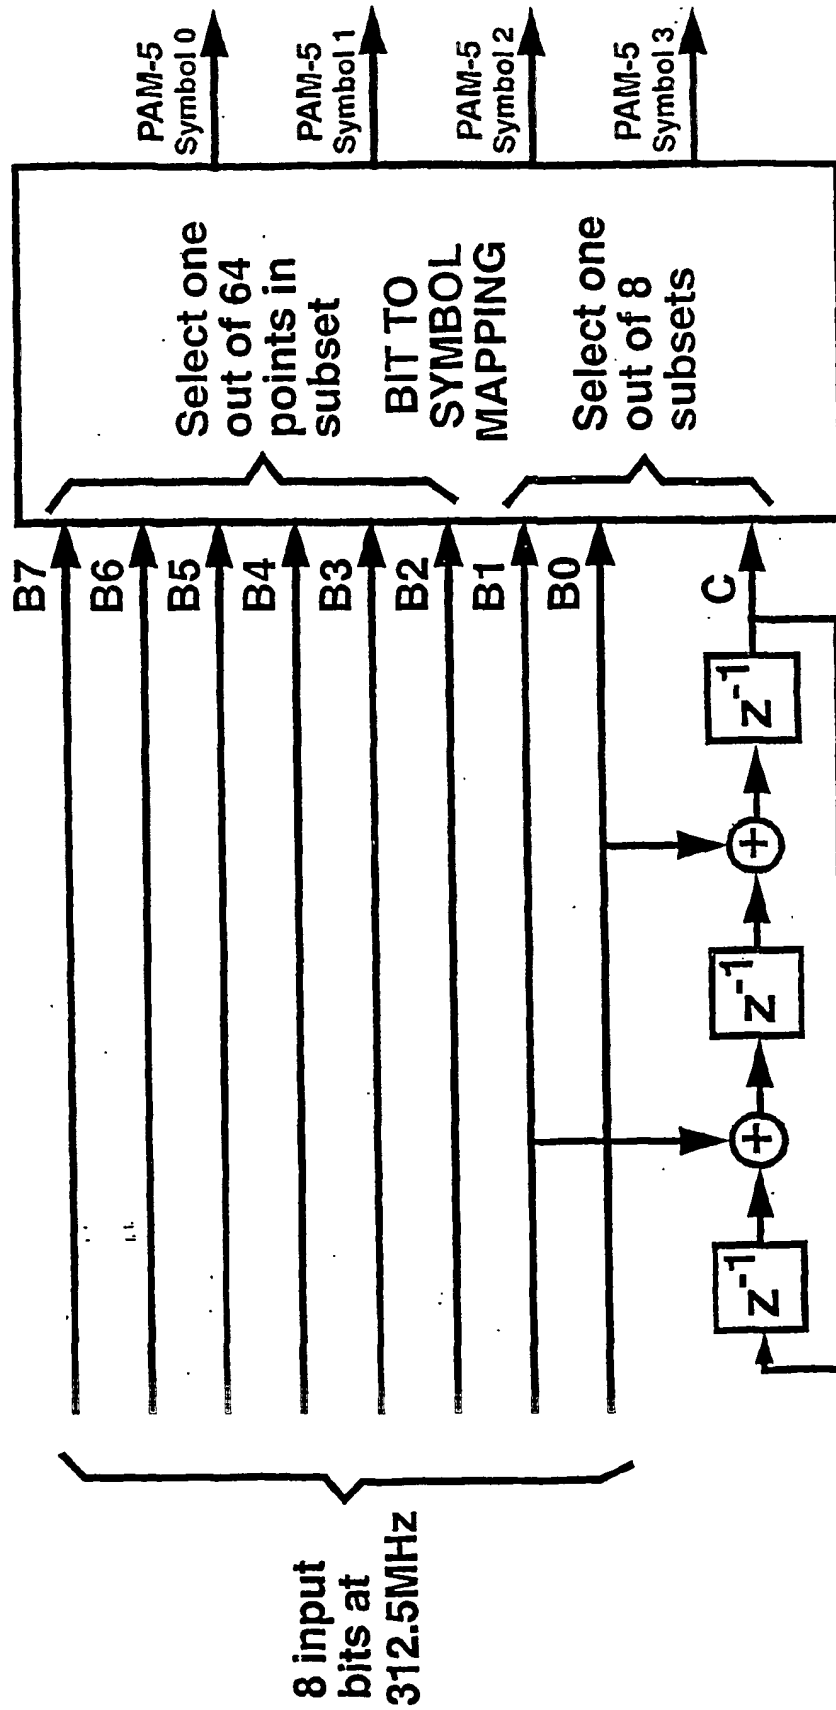 8 input
bits at
312.5MHz
B7
B6
B5
B4
B3
B2
B1
B0
C
z-1
z-1
z-1
+
+
Select one
out of 64
points in
subset
BIT TO
SYMBOL
MAPPING
Select one
out of 8
subsets
PAM-5
Symbol 0
PAM-5
Symbol 1
PAM-5
Symbol 2
PAM-5
Symbol 3